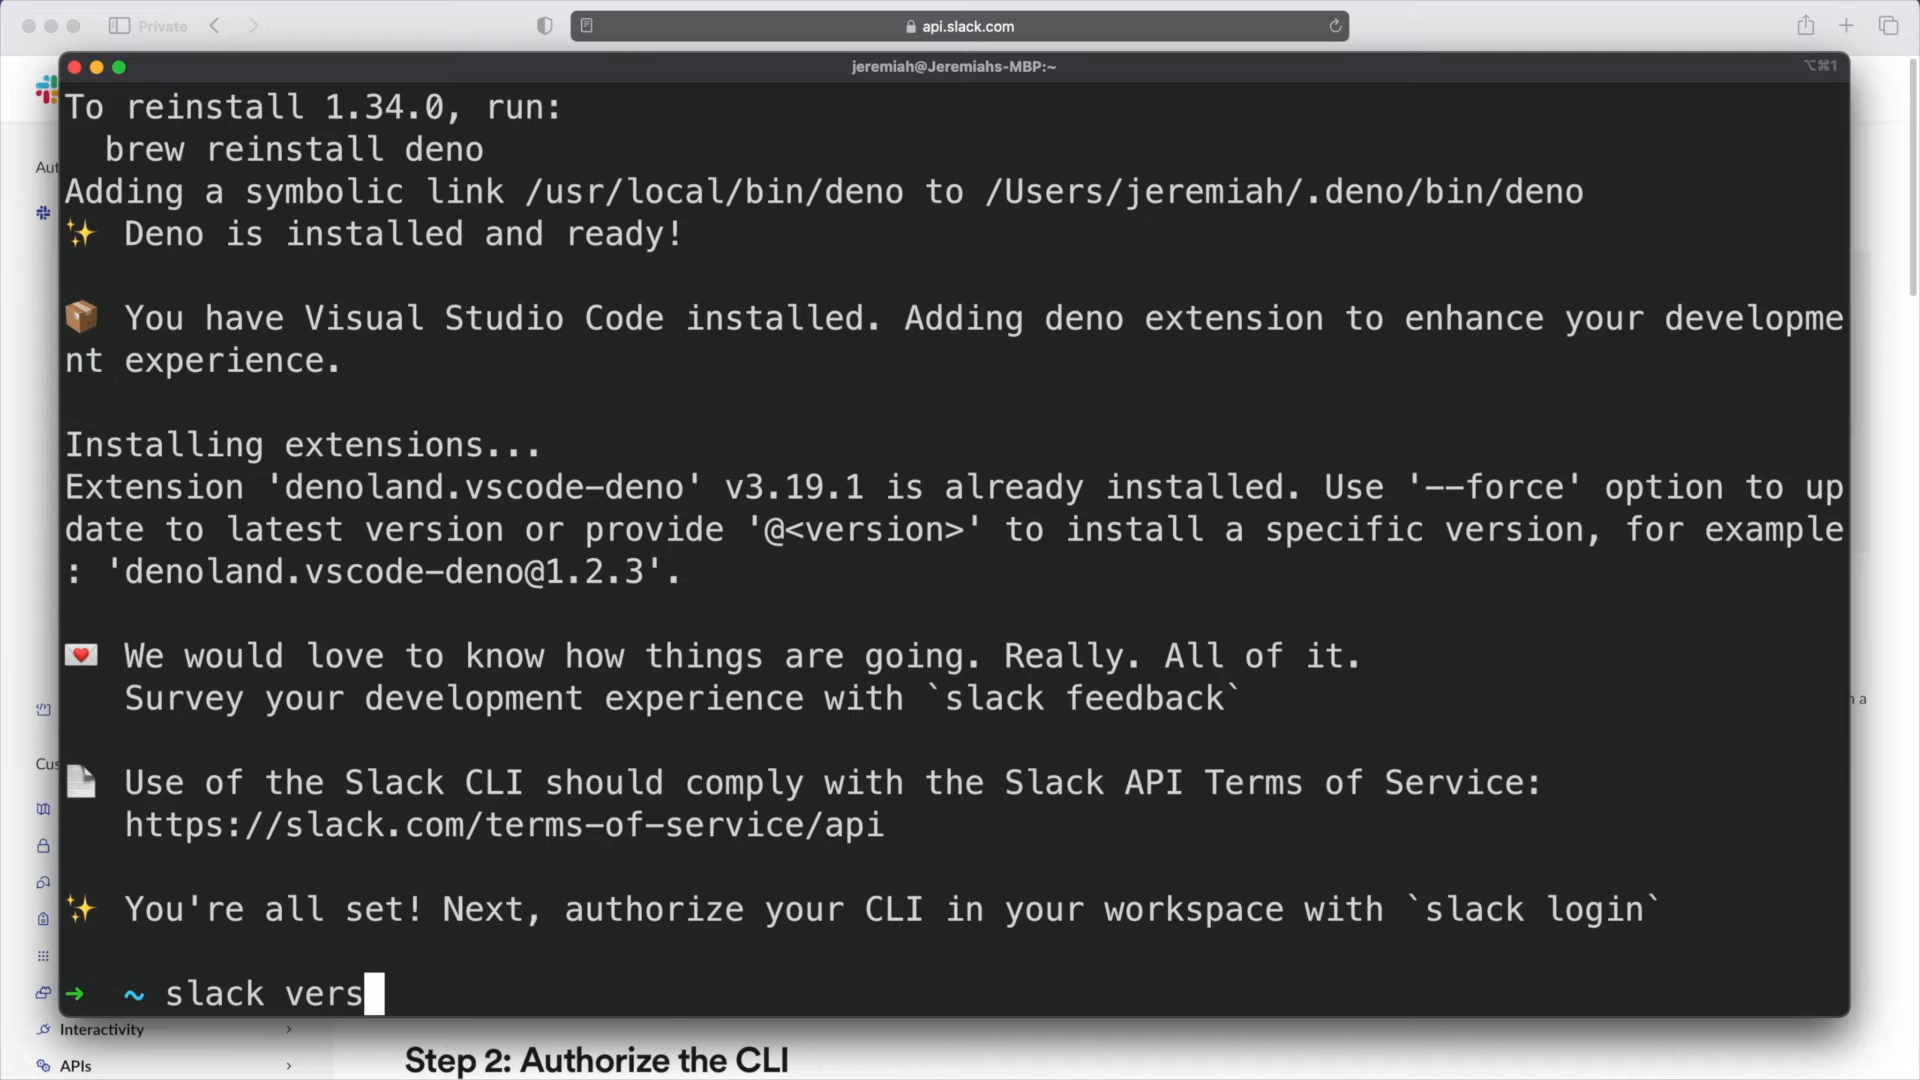 Private
api.slack.com
jeremiah@Jeremiahs-MBP:~
⌥⌘1
To reinstall 1.34.0, run:
brew reinstall deno
Aut
Adding a symbolic link /usr/local/bin/deno to /Users/jeremiah/.deno/bin/deno
✨ Deno is installed and ready!
📦 You have Visual Studio Code installed. Adding deno extension to enhance your developme
nt experience.
Installing extensions...
Extension 'denoland.vscode-deno' v3.19.1 is already installed. Use '--force' option to up
date to latest version or provide '@<version>' to install a specific version, for example
: 'denoland.vscode-deno@1.2.3'.
💌 We would love to know how things are going. Really. All of it.
Survey your development experience with `slack feedback`
Cus
Use of the Slack CLI should comply with the Slack API Terms of Service:
https://slack.com/terms-of-service/api
✨ You're all set! Next, authorize your CLI in your workspace with `slack login`
➜ ~ slack vers
Interactivity
APIs
Step 2: Authorize the CLI